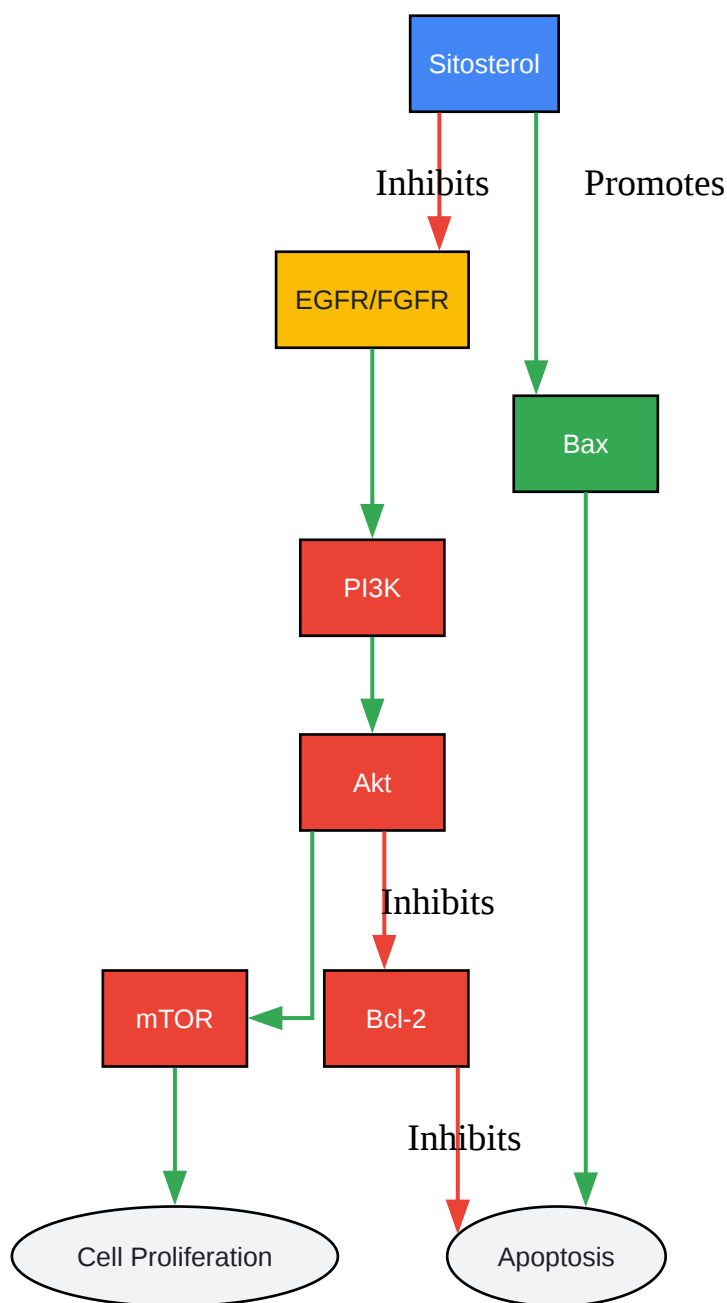 Sitosterol
Inhibits
Promotes
EGFR/FGFR
Bax
PI3K
Akt
Inhibits
mTOR
Bcl-2
Inhibits
Cell Proliferation
Apoptosis